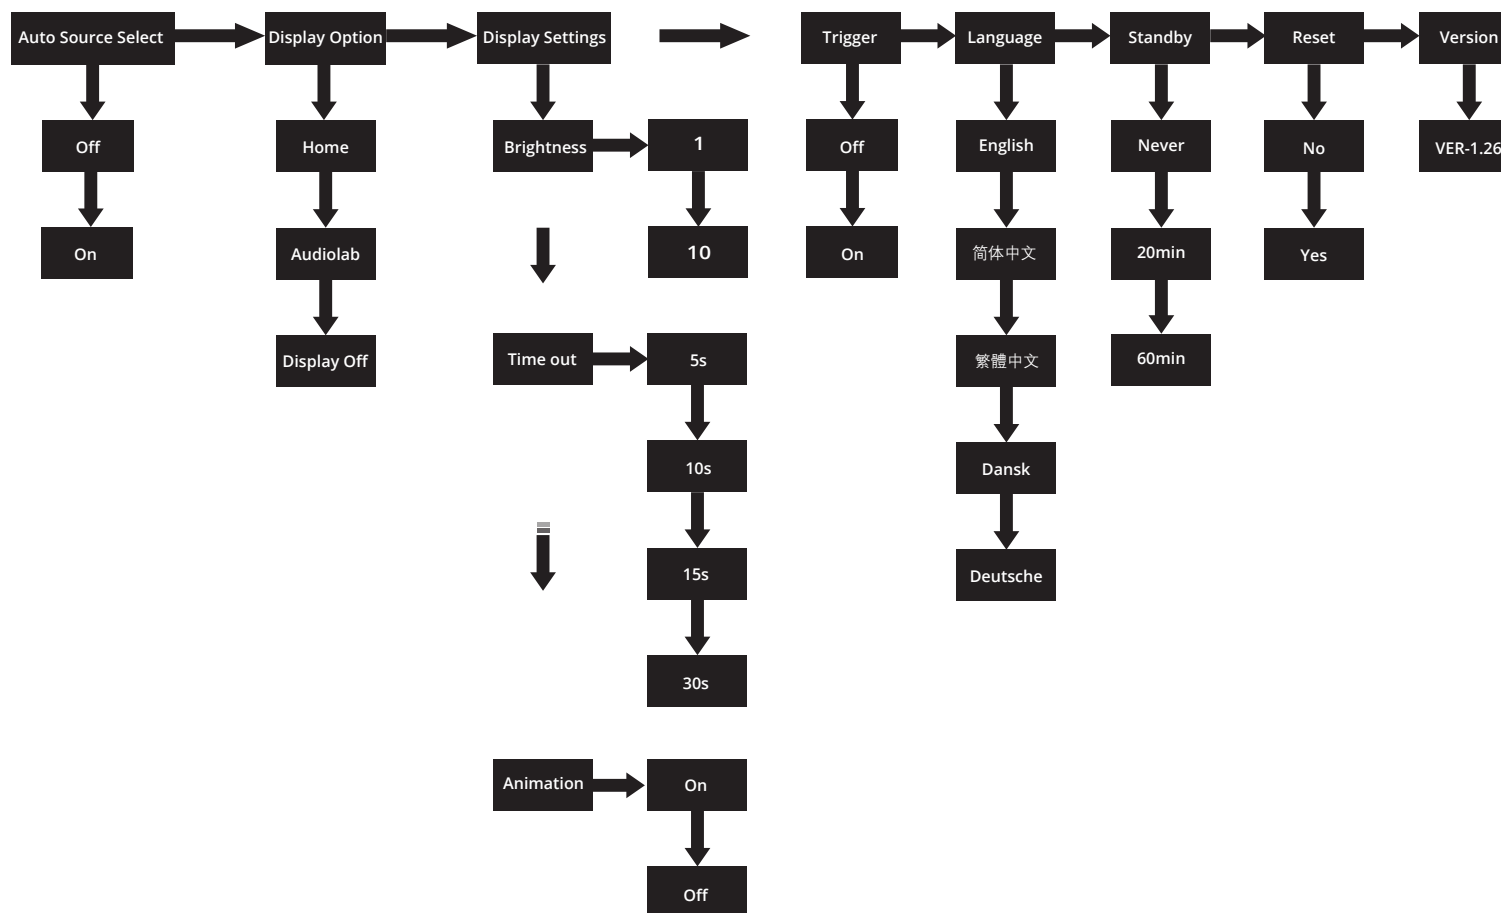 Auto Source Select
Display Option
Display Settings
Trigger
Language
Standby
Reset
Version
Off
On
Home
Audiolab
Display Off
Brightness
1
10
Time out
5s
10s
15s
30s
Animation
On
Off
Off
On
English
简体中文
繁體中文
Dansk
Deutsche
Never
20min
60min
No
Yes
VER-1.26